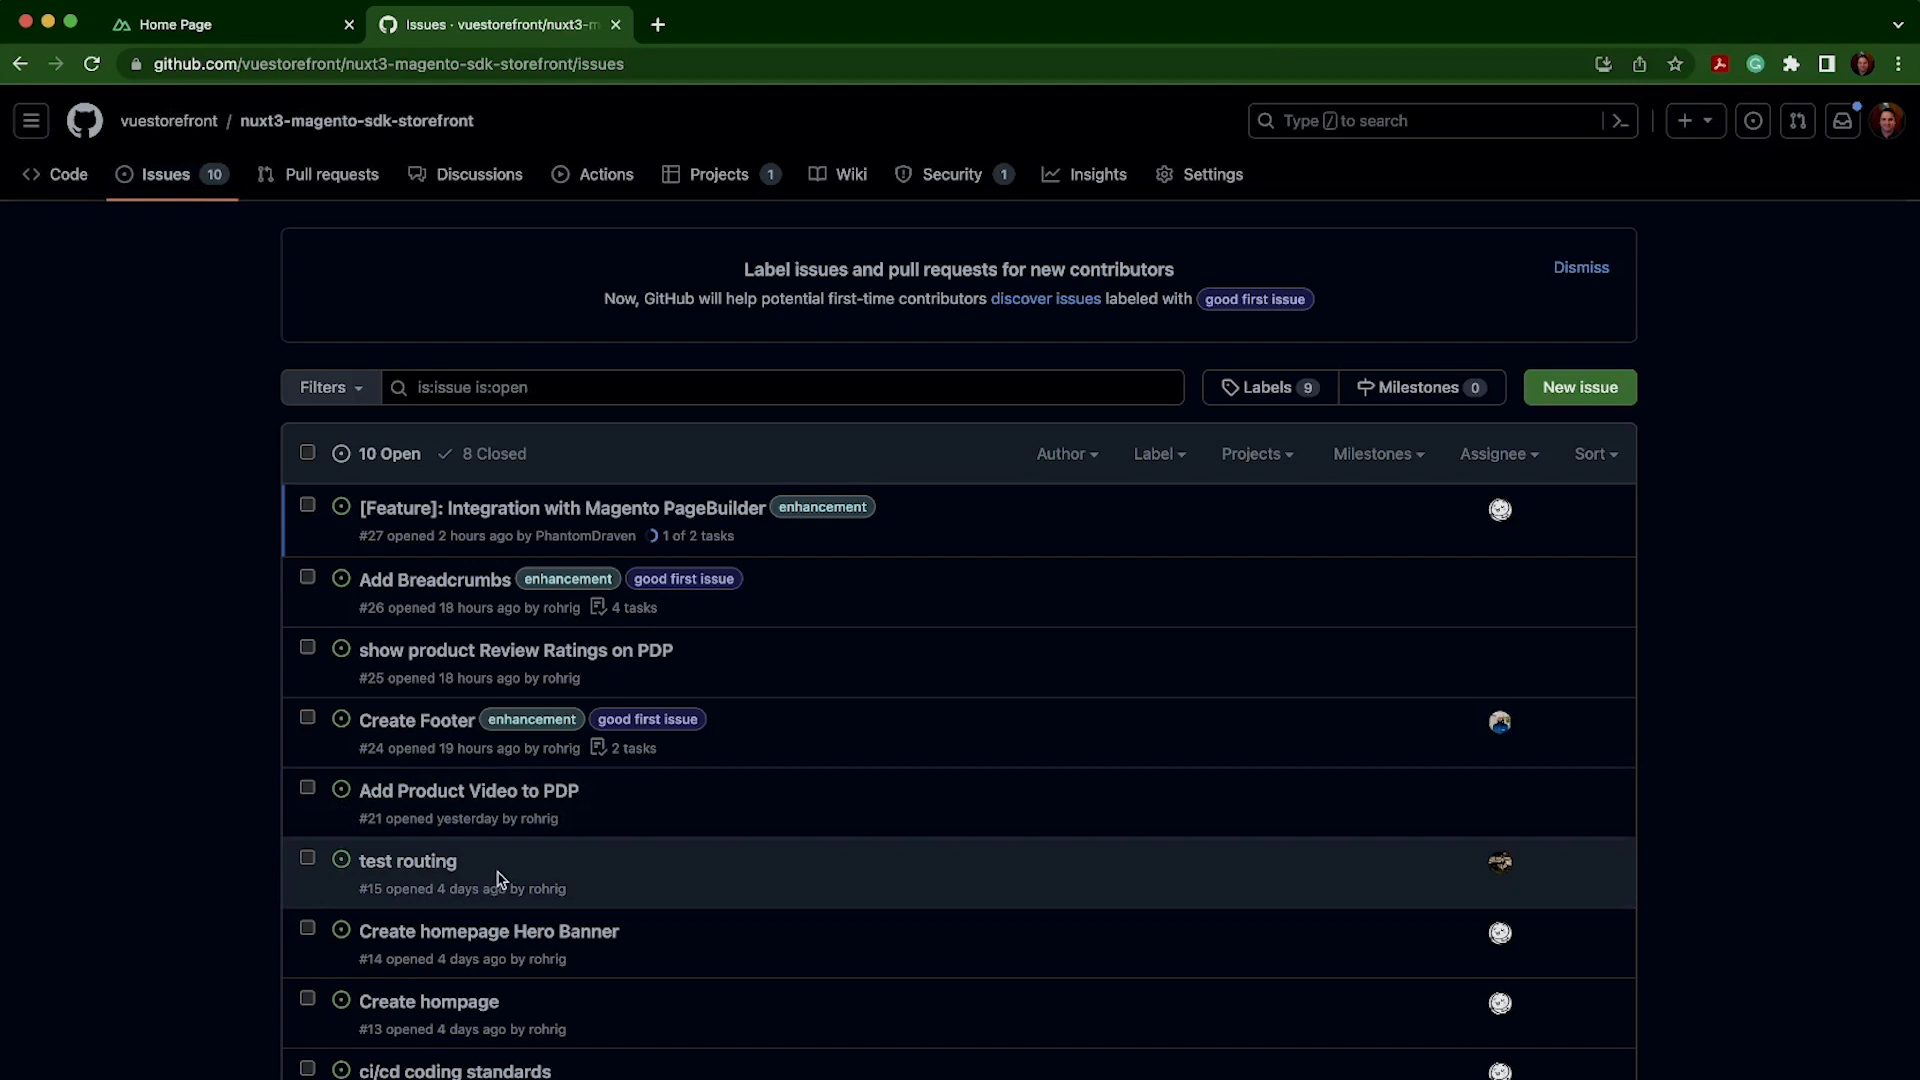 Home Page
Issues · vuestorefront/nuxt3-m
github.com/vuestorefront/nuxt3-magento-sdk-storefront/issues
vuestorefront / nuxt3-magento-sdk-storefront
Type / to search
Code
Issues 10
Pull requests
Discussions
Actions
Projects 1
Wiki
Security 1
Insights
Settings
Label issues and pull requests for new contributors
Dismiss
Now, GitHub will help potential first-time contributors discover issues labeled with good first issue
Filters
is:issue is:open
Labels 9
Milestones 0
New issue
10 Open
8 Closed
Author
Label
Projects
Milestones
Assignee
Sort
[Feature]: Integration with Magento PageBuilder enhancement
#27 opened 2 hours ago by PhantomDraven 1 of 2 tasks
Add Breadcrumbs enhancement good first issue
#26 opened 18 hours ago by rohrig 4 tasks
show product Review Ratings on PDP
#25 opened 18 hours ago by rohrig
Create Footer enhancement good first issue
#24 opened 19 hours ago by rohrig 2 tasks
Add Product Video to PDP
#21 opened yesterday by rohrig
test routing
#15 opened 4 days ago by rohrig
Create homepage Hero Banner
#14 opened 4 days ago by rohrig
Create hompage
#13 opened 4 days ago by rohrig
ci/cd coding standards